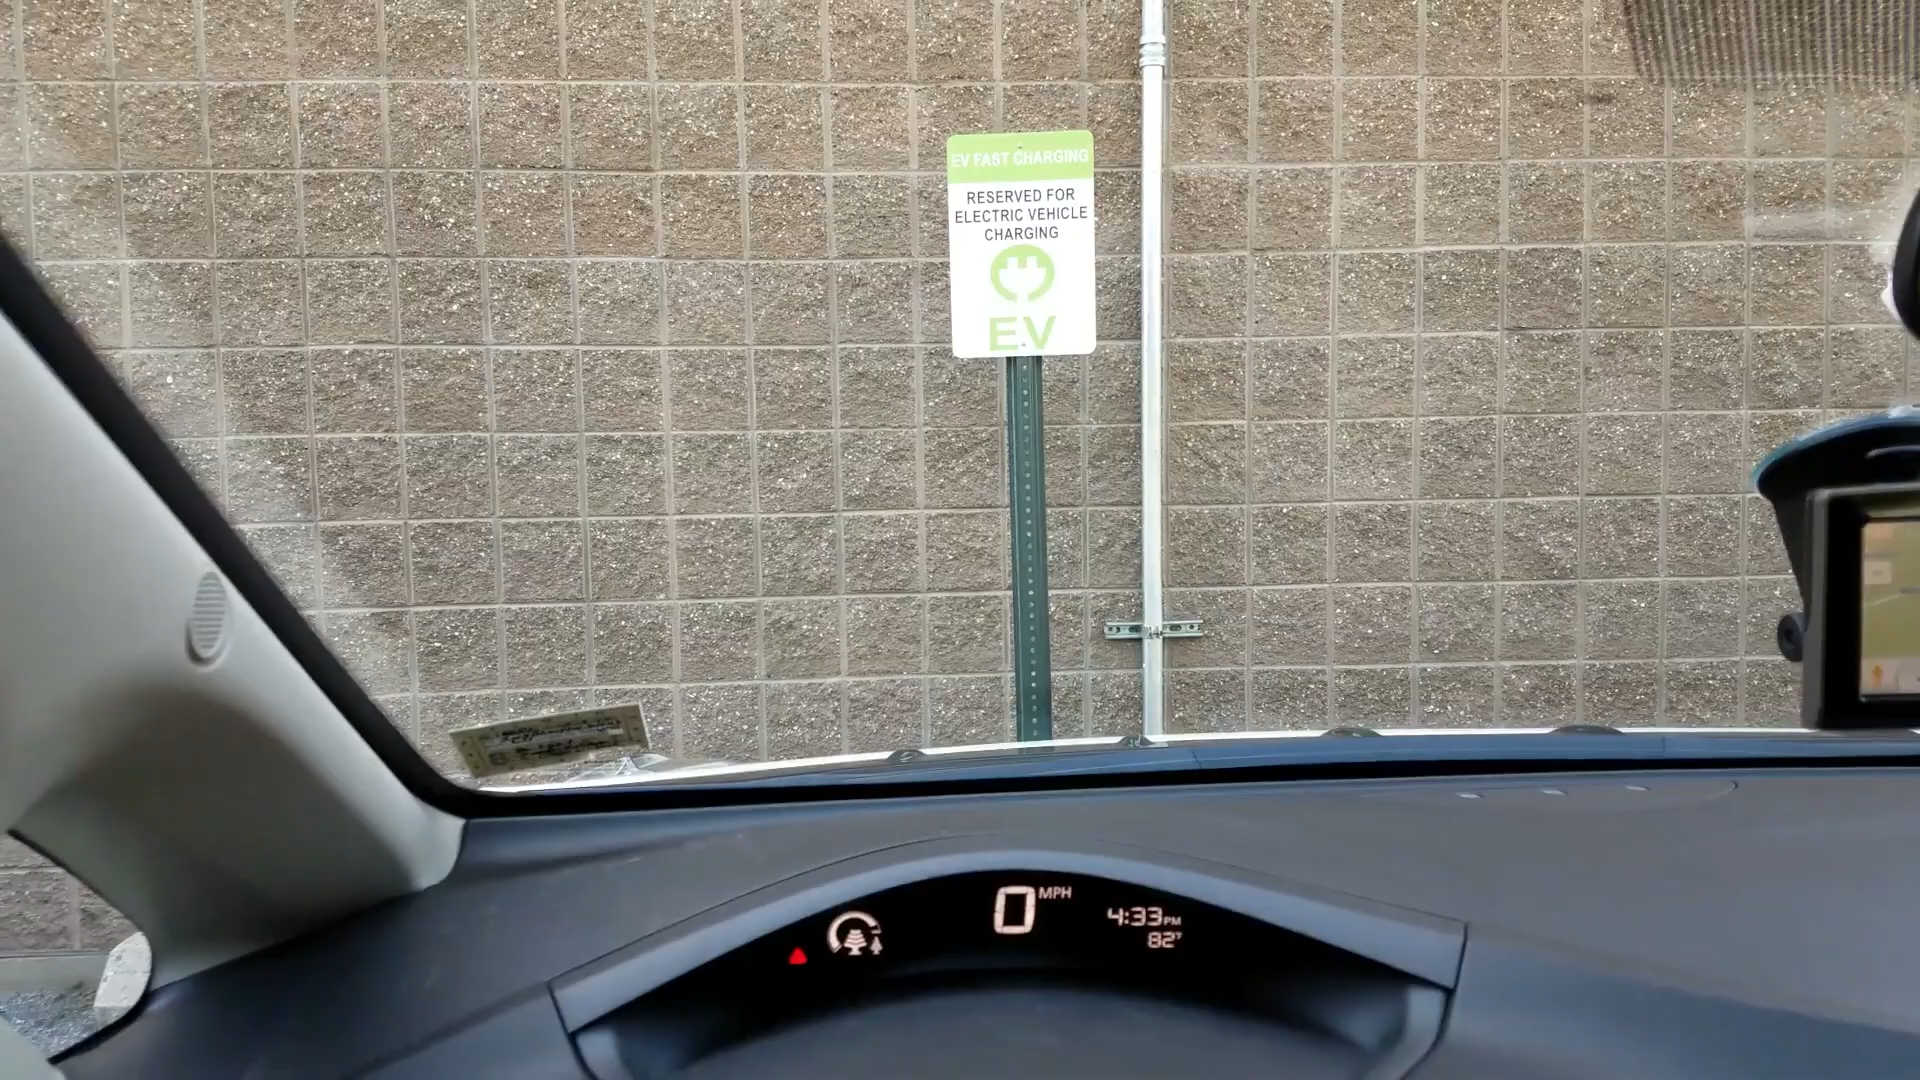 EV FAST CHARGING
RESERVED FOR
ELECTRIC VEHICLE
CHARGING
EV
0 MPH
4:33 PM
82°F